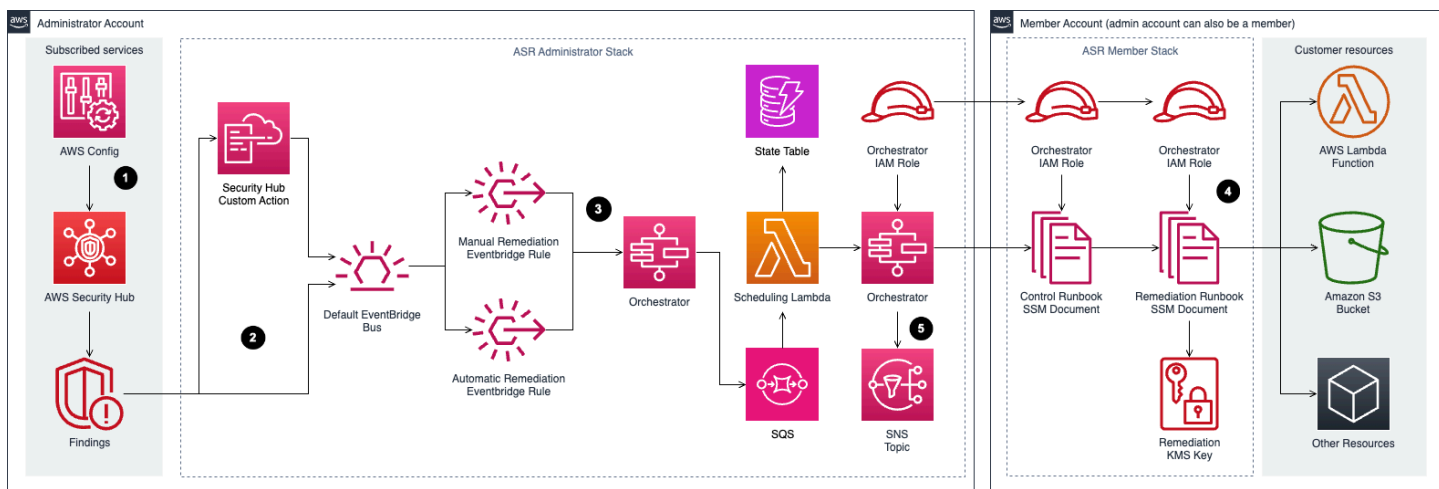 aws
Administrator Account
Subscribed services
AWS Config
1
AWS Security Hub
Findings
ASR Administrator Stack
Security Hub
Custom Action
2
Default EventBridge
Bus
Manual Remediation
Eventbridge Rule
3
Automatic Remediation
Eventbridge Rule
Orchestrator
State Table
Scheduling Lambda
SQS
Orchestrator
IAM Role
Orchestrator
5
SNS
Topic
aws
Member Account (admin account can also be a member)
ASR Member Stack
Orchestrator
IAM Role
Orchestrator
IAM Role
4
Control Runbook
SSM Document
Remediation Runbook
SSM Document
Remediation
KMS Key
Customer resources
AWS Lambda
Function
Amazon S3
Bucket
Other Resources